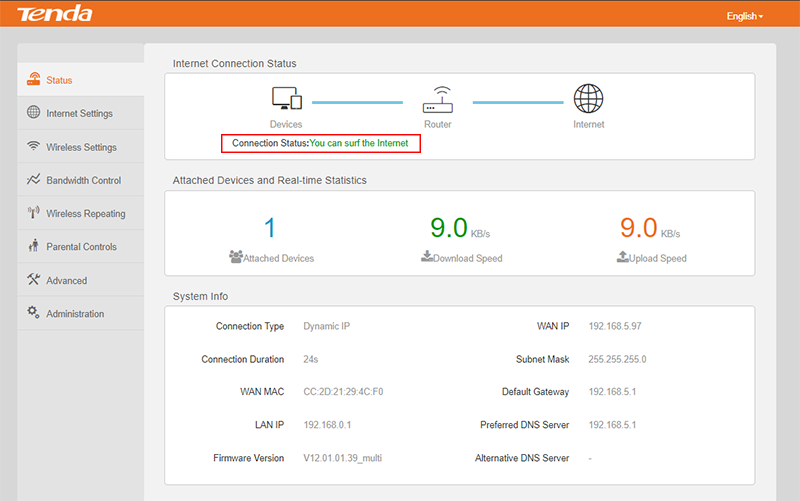 Tenda
English
Status
Internet Settings
Wireless Settings
Bandwidth Control
Wireless Repeating
Parental Controls
Advanced
Administration
Internet Connection Status
Devices Router Internet
Connection Status:You can surf the Internet
Attached Devices and Real-time Statistics
1 9.0 KB/s 9.0 KB/s
Attached Devices Download Speed Upload Speed
System Info
Connection Type Dynamic IP WAN IP 192.168.5.97
Connection Duration 24s Subnet Mask 255.255.255.0
WAN MAC CC:2D:21:29:4C:F0 Default Gateway 192.168.5.1
LAN IP 192.168.0.1 Preferred DNS Server 192.168.5.1
Firmware Version V12.01.01.39_multi Alternative DNS Server -